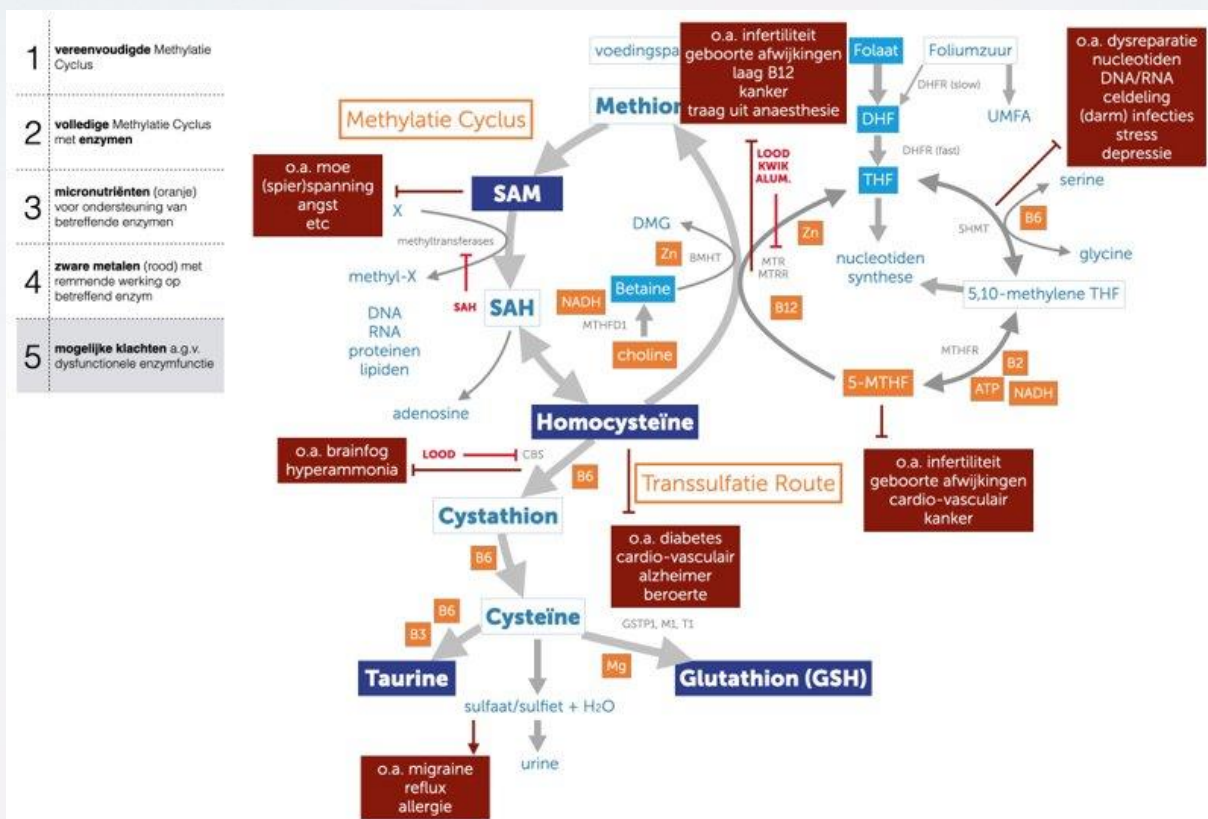 1
vereenvoudigde Methylatie
Cyclus
2
volledige Methylatie Cyclus
met enzymen
3
micronutriënten (oranje)
voor ondersteuning van
betreffende enzymen
4
zware metalen (rood) met
remmende werking op
betreffend enzym
5
mogelijke klachten a.g.v.
dysfunctionele enzymfunctie
Methylatie Cyclus
o.a. infertiliteit
geboorte afwijkingen
laag B12
kanker
traag uit anaesthesie
Folaat
Foliumzuur
DHFR (slow)
DHF
UMFA
DHFR (fast)
THF
o.a. dysreparatie
nucleotiden
DNA/RNA
celdeling
(darm) infecties
stress
depressie
o.a. moe
(spier)spanning
angst
etc
SAM
X
methyltransferases
methyl-X
SAH
SAH
DNA
RNA
proteinen
lipiden
adenosine
LOOD
KWIK
ALUM.
DMG
Zn
BMHT
Zn
MTR
MTRR
B12
NADH
Betaine
MTHFD1
choline
nucleotiden
synthese
SHMT
serine
B6
glycine
5,10-methylene THF
MTHFR
B2
ATP
NADH
5-MTHF
Homocysteïne
o.a. brainfog
hyperammonia
LOOD
CBS
B6
Transsulfatie Route
o.a. infertiliteit
geboorte afwijkingen
cardio-vasculair
kanker
Cystathion
o.a. diabetes
cardio-vasculair
alzheimer
beroerte
B6
Cysteïne
B6
B3
GSTP1, M1, T1
Mg
Taurine
Glutathion (GSH)
sulfaat/sulfiet + H2O
urine
o.a. migraine
reflux
allergie